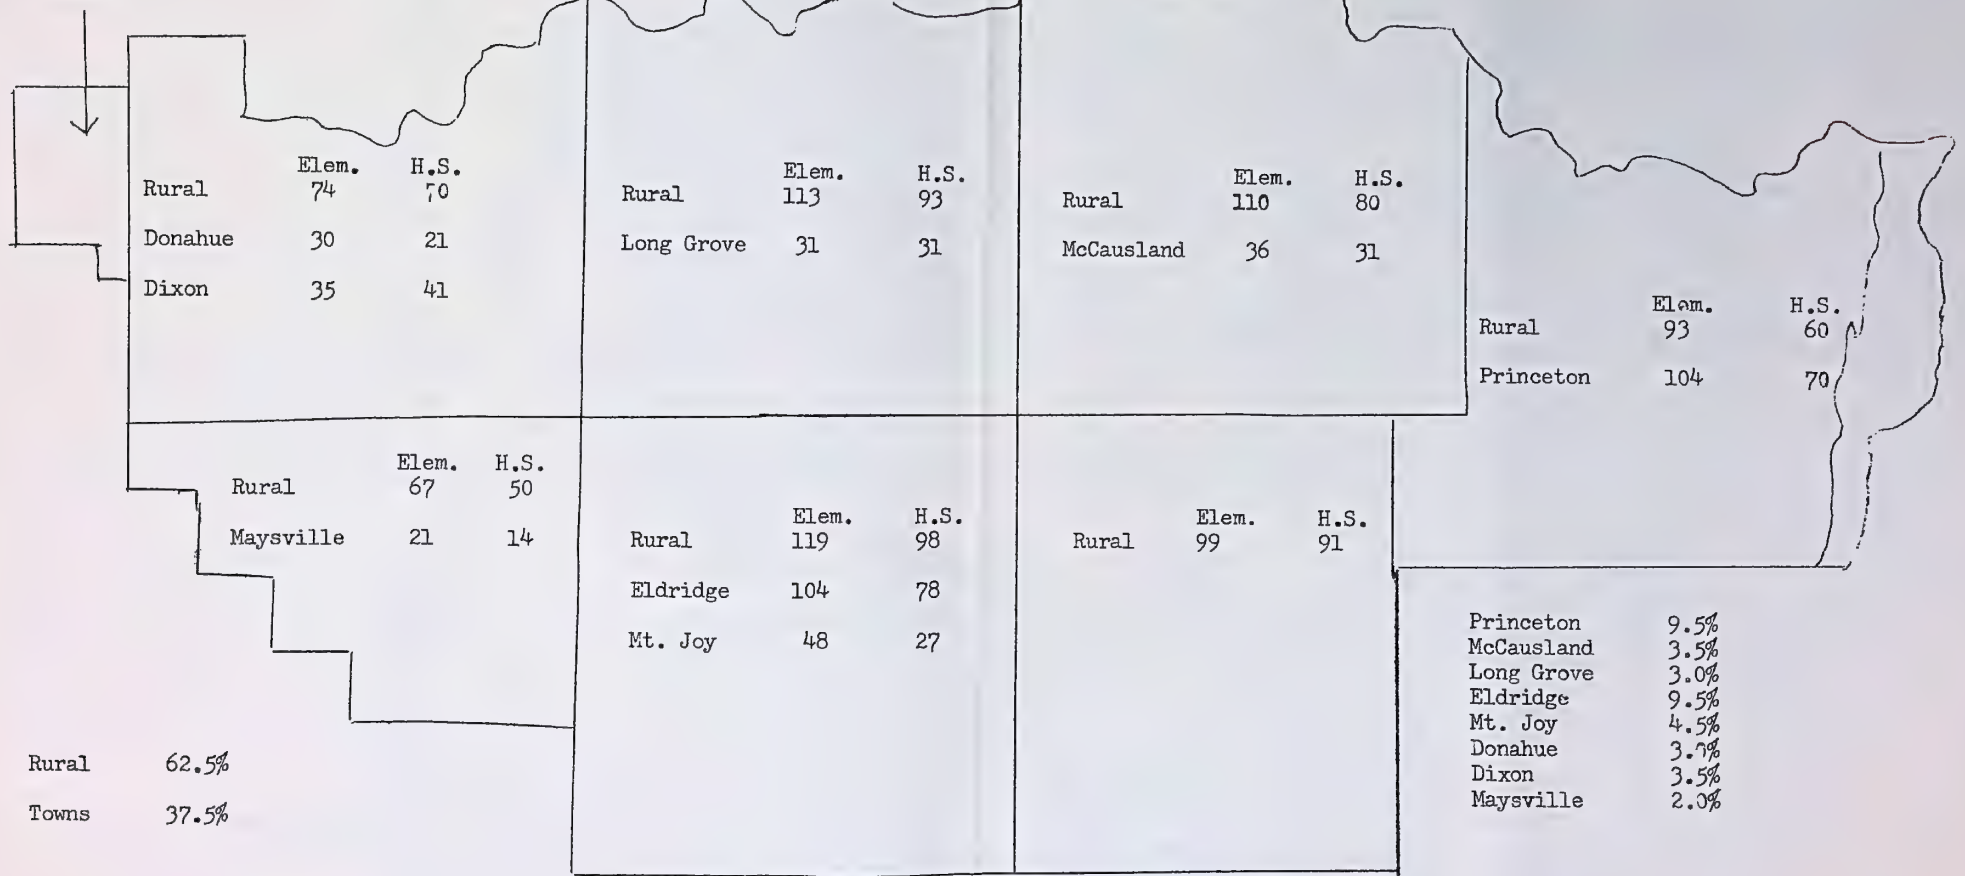 Elem. H.S.
Rural 74 70
Donahue 30 21
Dixon 35 41
Elem. H.S.
Rural 113 93
Long Grove 31 31
Elem. H.S.
Rural 110 80
McCausland 36 31
Elem. H.S.
Rural 93 60
Princeton 104 70
Elem. H.S.
Rural 67 50
Maysville 21 14
Elem. H.S.
Rural 119 98
Eldridge 104 78
Mt. Joy 48 27
Elem. H.S.
Rural 99 91
Princeton 9.5%
McCausland 3.5%
Long Grove 3.0%
Eldridge 9.5%
Mt. Joy 4.5%
Donahue 3.0%
Dixon 3.5%
Maysville 2.0%
Rural 62.5%
Towns 37.5%